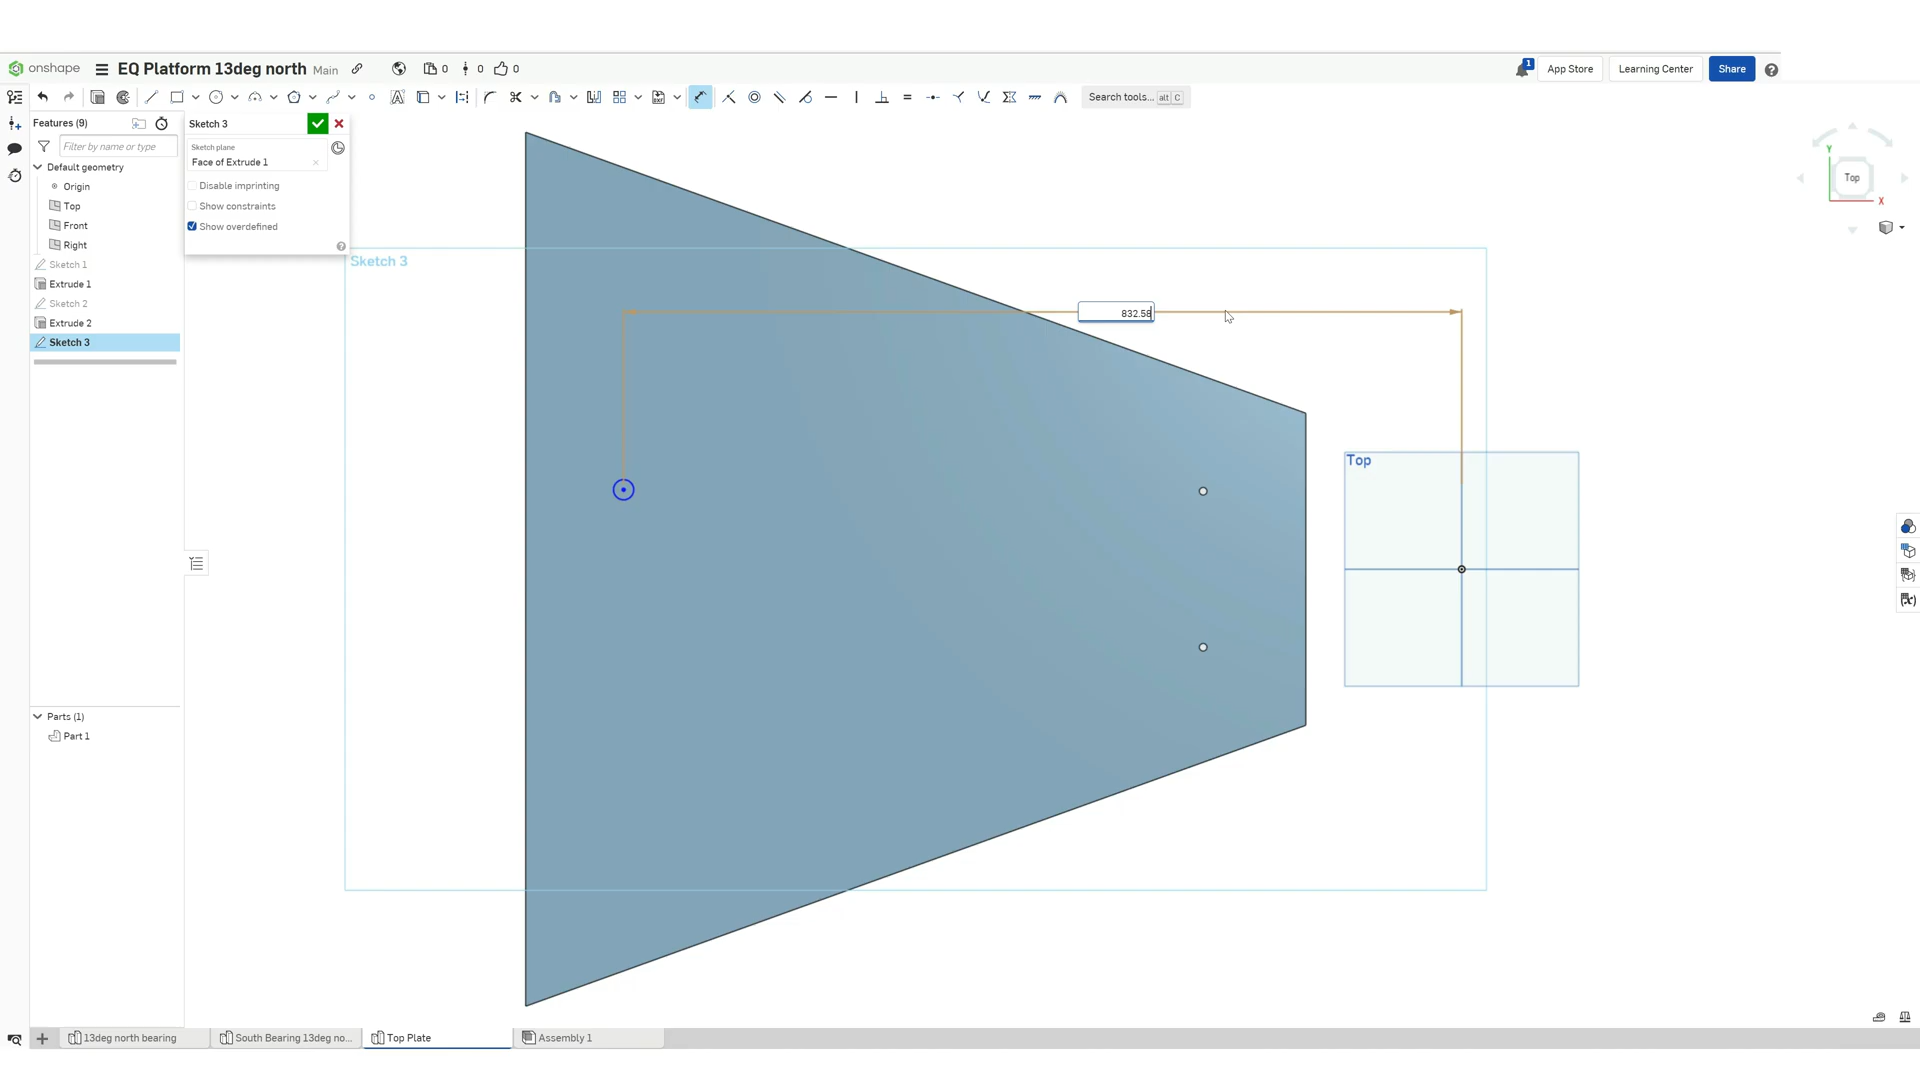 onshape
EQ Platform 13deg north Main
0
0
0
1
App Store
Learning Center
Share
Search tools... alt C
Features (9)
Filter by name or type
Default geometry
Origin
Top
Front
Right
Sketch 1
Extrude 1
Sketch 2
Extrude 2
Sketch 3
Parts (1)
Part 1
Sketch 3
Sketch plane
Face of Extrude 1
Disable imprinting
Show constraints
Show overdefined
Sketch 3
832.58
Top
Y
Top
X
13deg north bearing
South Bearing 13deg no...
Top Plate
Assembly 1